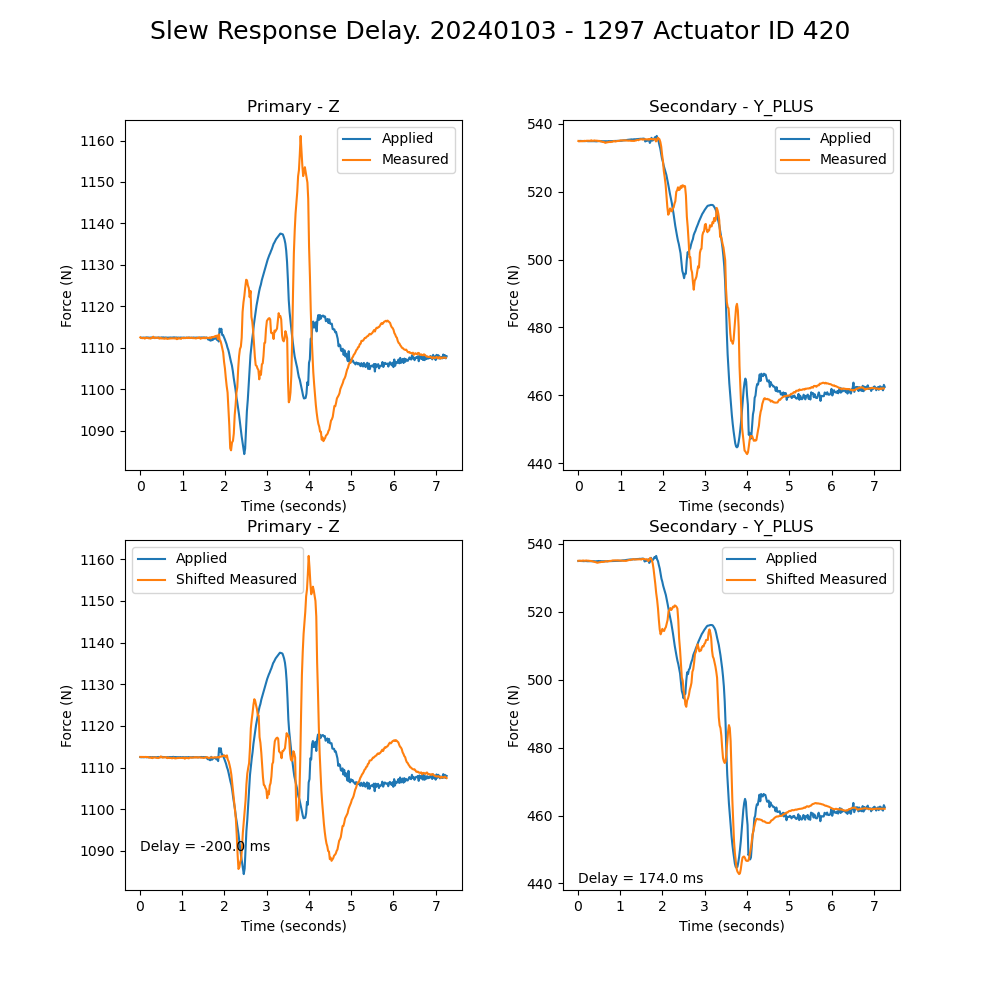 Slew Response Delay. 20240103 - 1297 Actuator ID 420
Primary - Z
Applied
Measured
Force (N)
1160
1150
1140
1130
1120
1110
1100
1090
0 1 2 3 4 5 6 7
Time (seconds)
Secondary - Y_PLUS
Applied
Measured
Force (N)
540
520
500
480
460
440
0 1 2 3 4 5 6 7
Time (seconds)
Primary - Z
Applied
Shifted Measured
Force (N)
1160
1150
1140
1130
1120
1110
1100
1090
Delay = -200.0 ms
0 1 2 3 4 5 6 7
Time (seconds)
Secondary - Y_PLUS
Applied
Shifted Measured
Force (N)
540
520
500
480
460
440
Delay = 174.0 ms
0 1 2 3 4 5 6 7
Time (seconds)